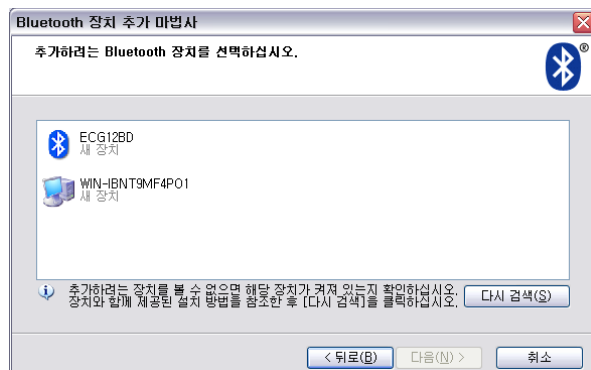 Bluetooth 장치 추가 마법사
추가하려는 Bluetooth 장치를 선택하십시오.
®
ECG12BD
새 장치
WIN-IBNT9MF4PO1
새 장치
추가하려는 장치를 볼 수 없으면 해당 장치가 켜져 있는지 확인하십시오.
장치와 함께 제공된 설치 방법을 참조한 후 [다시 검색]을 클릭하십시오.
다시 검색(S)
< 뒤로(B)
다음(N) >
취소